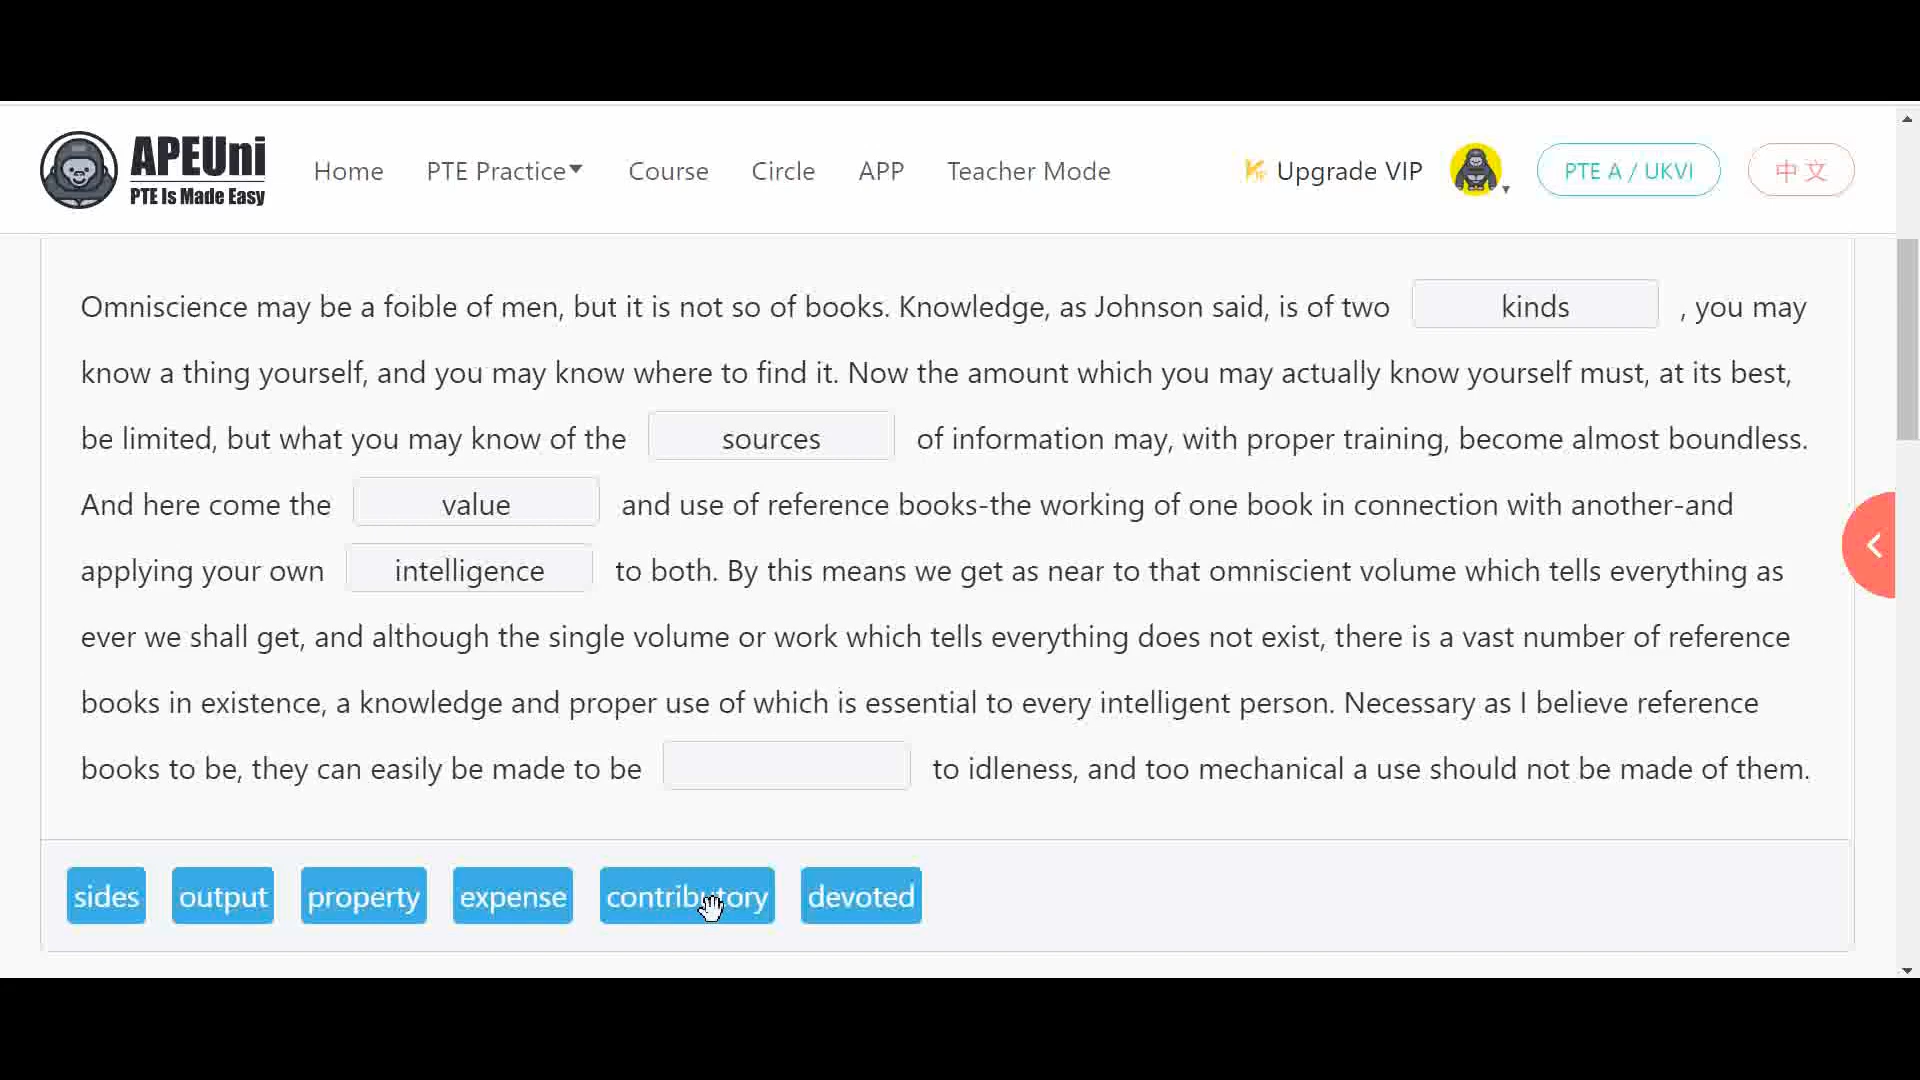 APEUni
PTE Is Made Easy
Home PTE Practice Course Circle APP Teacher Mode Upgrade VIP PTE A / UKVI 中文
Omniscience may be a foible of men, but it is not so of books. Knowledge, as Johnson said, is of two kinds , you may
know a thing yourself, and you may know where to find it. Now the amount which you may actually know yourself must, at its best,
be limited, but what you may know of the sources of information may, with proper training, become almost boundless.
And here come the value and use of reference books-the working of one book in connection with another-and
applying your own intelligence to both. By this means we get as near to that omniscient volume which tells everything as
ever we shall get, and although the single volume or work which tells everything does not exist, there is a vast number of reference
books in existence, a knowledge and proper use of which is essential to every intelligent person. Necessary as I believe reference
books to be, they can easily be made to be to idleness, and too mechanical a use should not be made of them.
sides output property expense contributory devoted